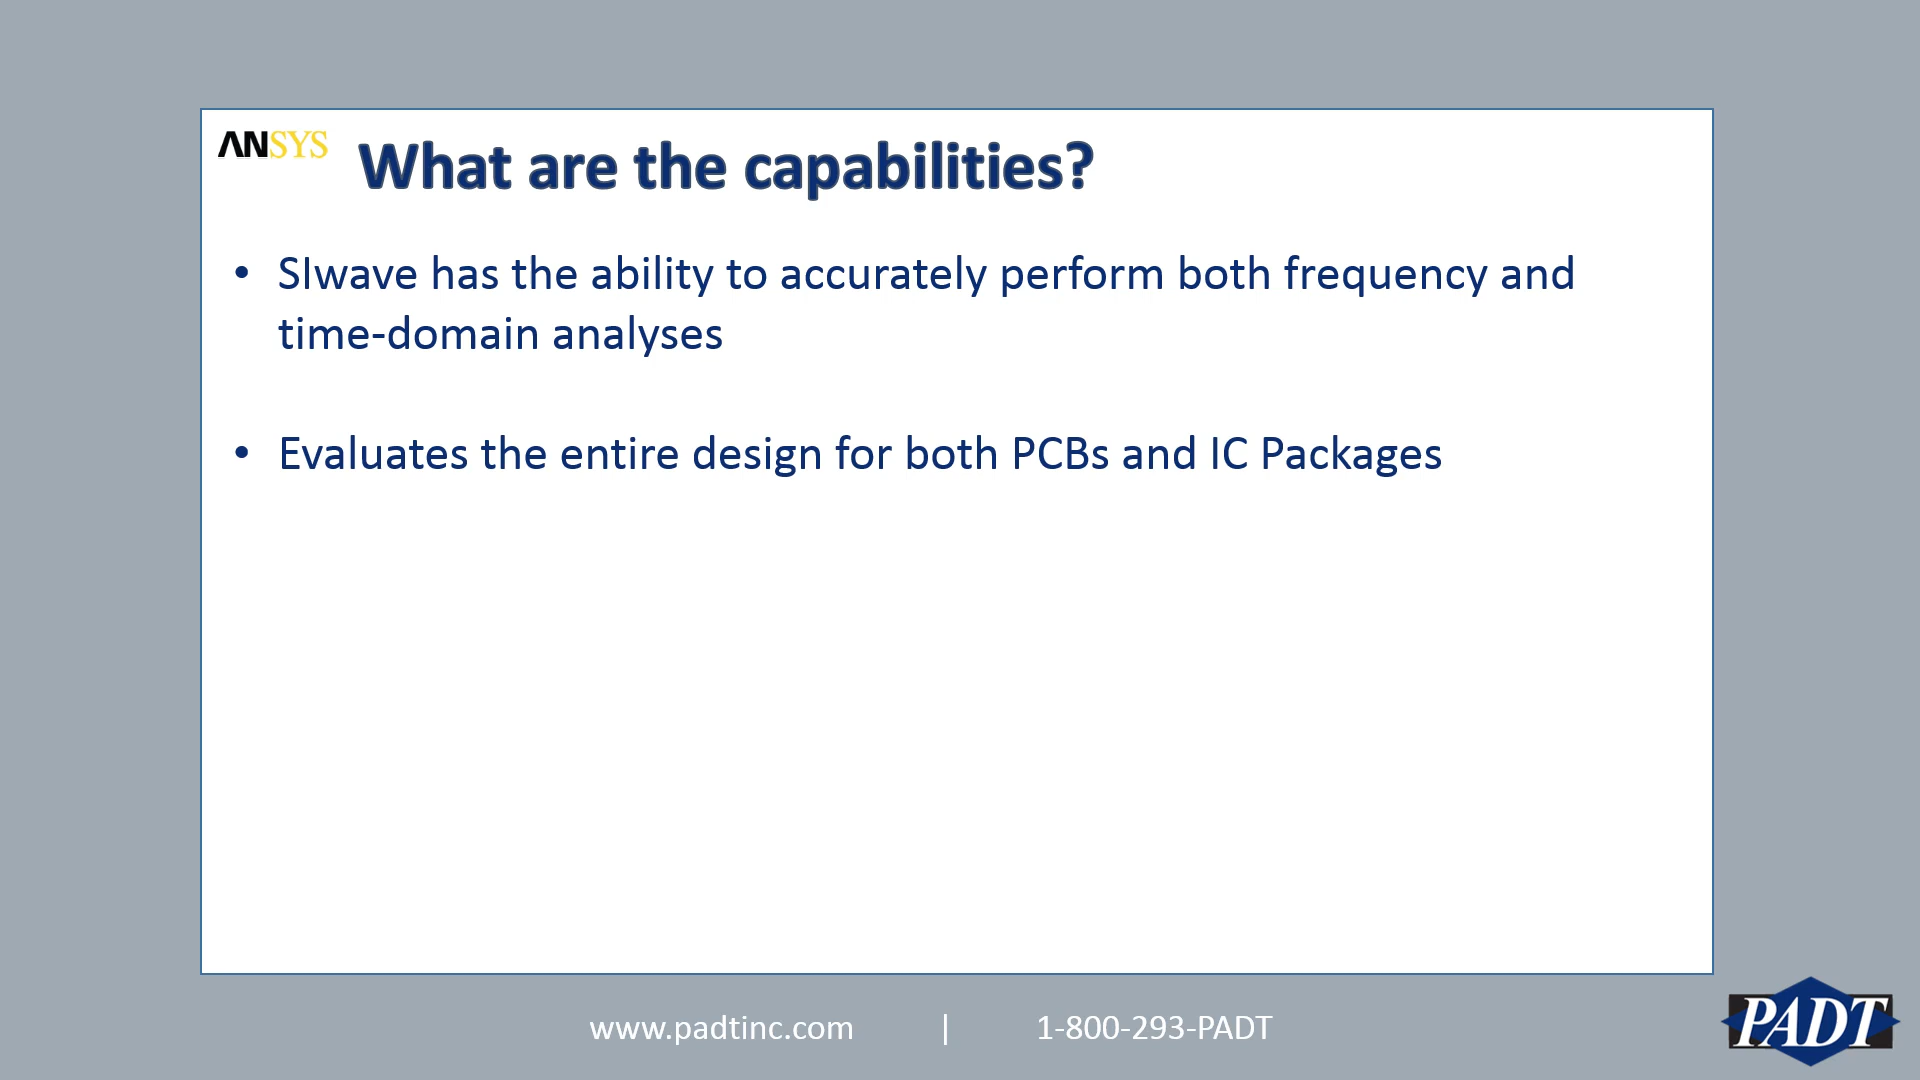 ANSYS
What are the capabilities?
• SIwave has the ability to accurately perform both frequency and
time-domain analyses
• Evaluates the entire design for both PCBs and IC Packages
www.padtinc.com | 1-800-293-PADT
PADT